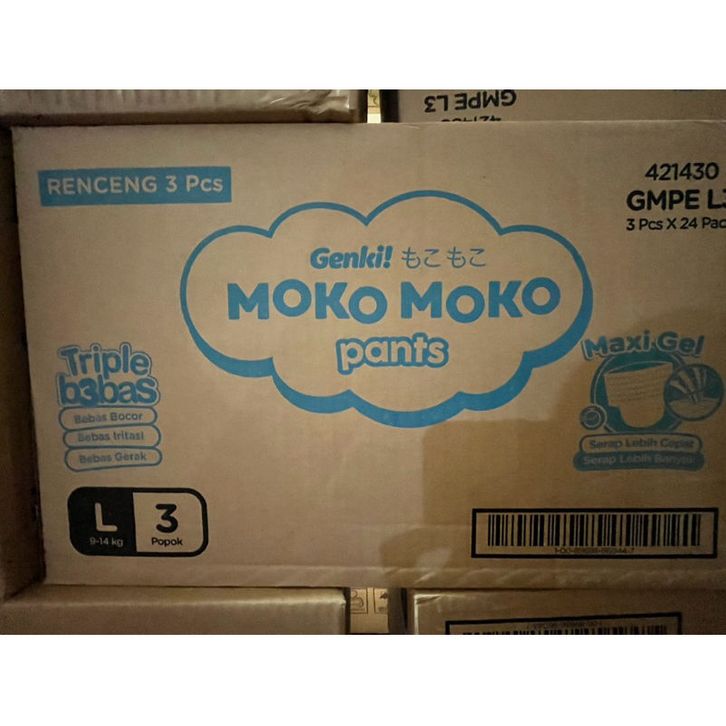 GMPE L3
RENCENG 3 Pcs
421430
GMPE L3
3 Pcs X 24 Pac
Genki! もこもこ
MOKO MOKO
pants
Triple
b3bas
Bebas Bocor
Bebas Iritasi
Bebas Gerak
Maxi Gel
Serap Lebih Cepat
Serap Lebih Banyak
L
9-14 kg
3
Popok